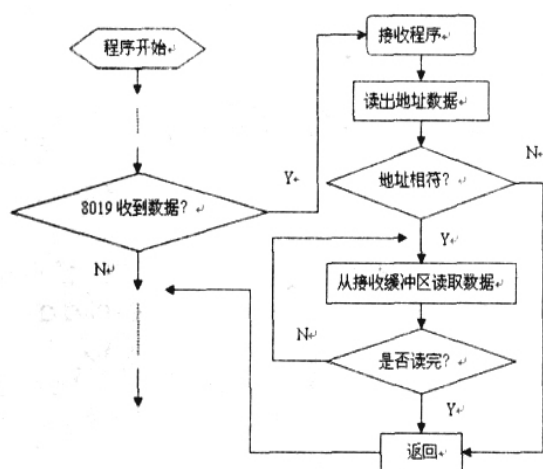 程序开始
8019 收到数据？
Y
N
接收程序
读出地址数据
地址相符？
N
Y
从接收缓冲区读取数据
N
是否读完？
Y
返回